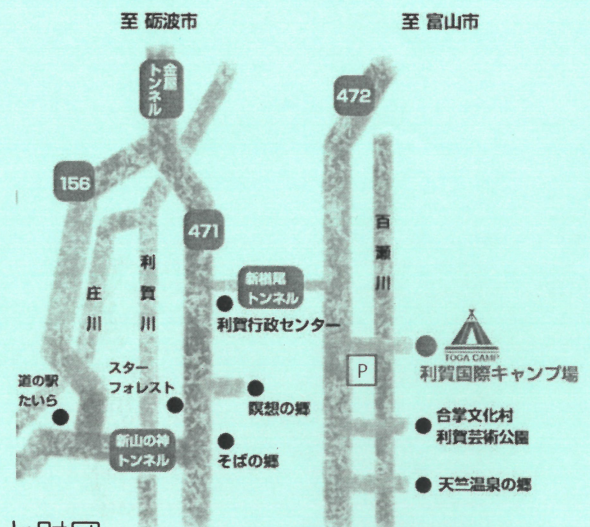 至 砺波市
至 富山市
金屋
トンネル
472
156
471
百瀬川
利賀川
庄川
新楢尾
トンネル
利賀行政センター
TOGA CAMP
利賀国際キャンプ場
P
スター
フォレスト
道の駅
たいら
瞑想の郷
合掌文化村
利賀芸術公園
新山の神
トンネル
そばの郷
天竺温泉の郷